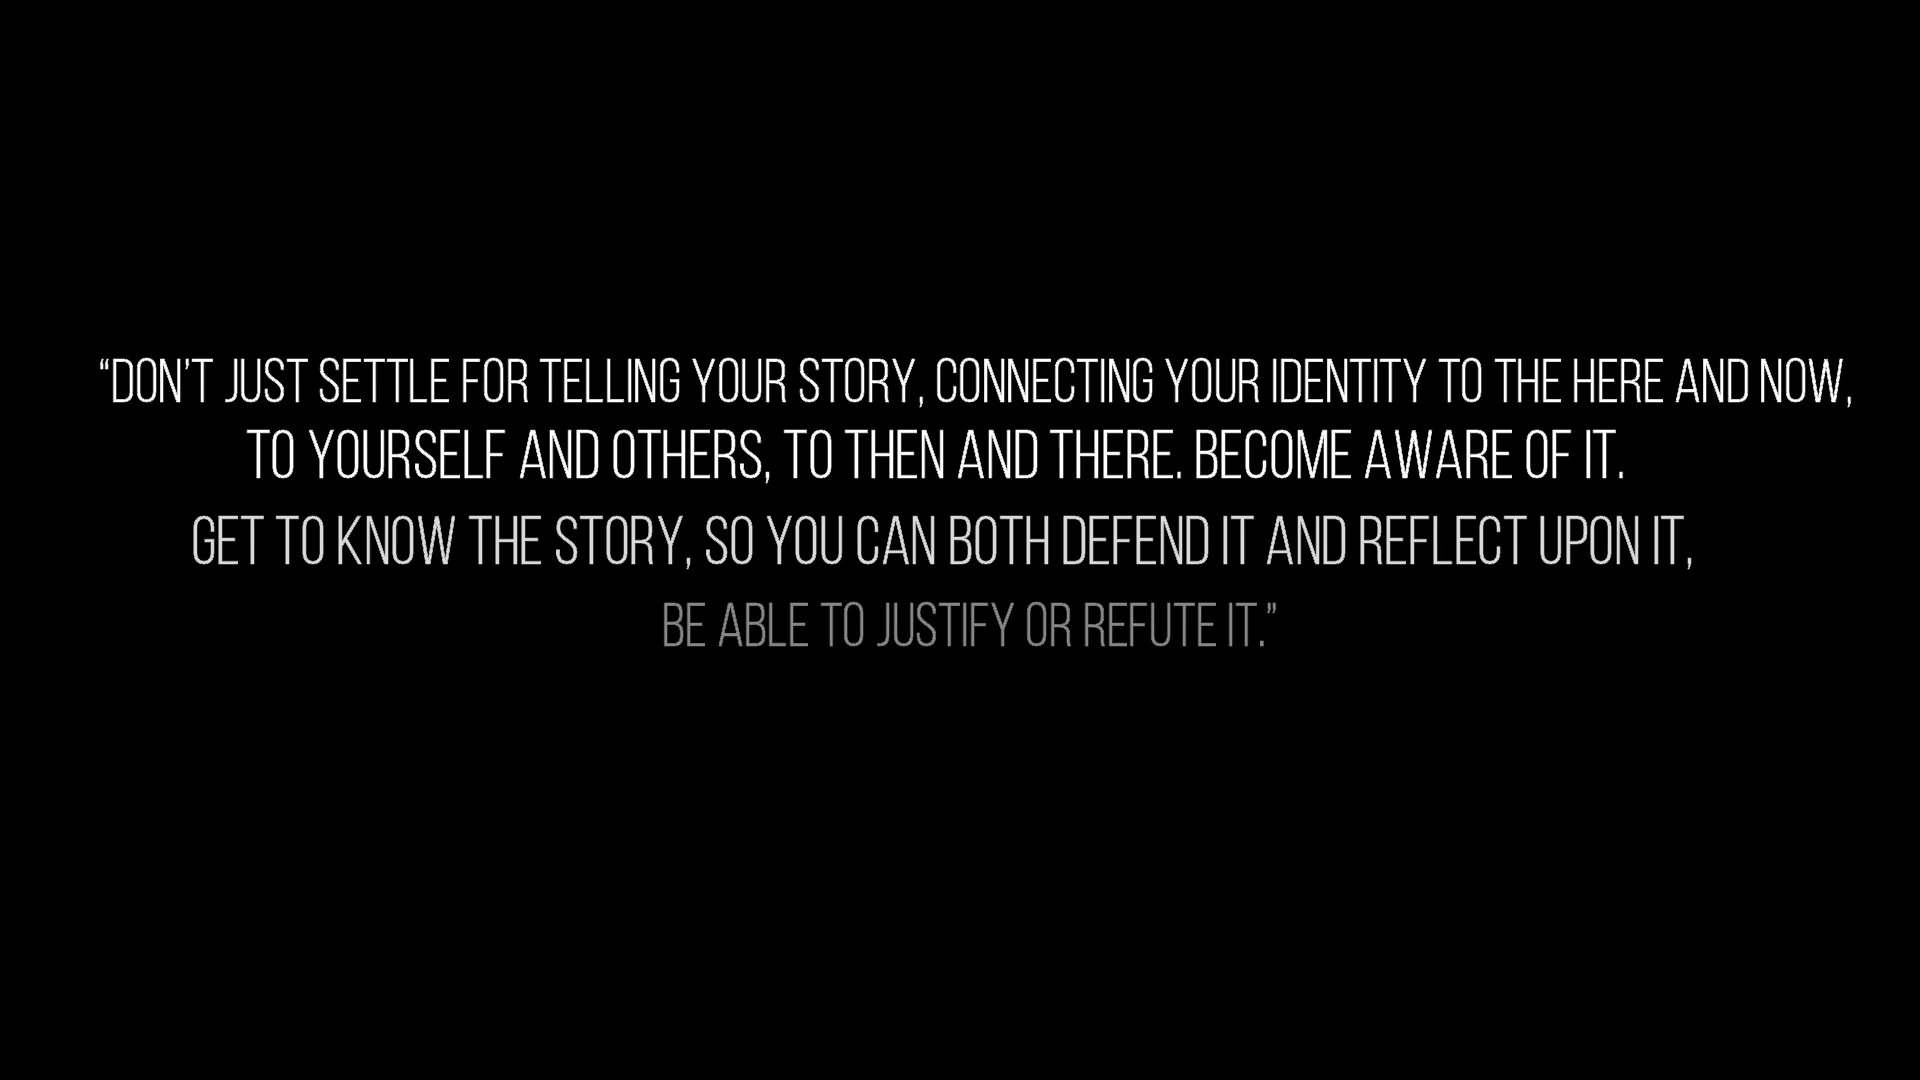 “DON’T JUST SETTLE FOR TELLING YOUR STORY, CONNECTING YOUR IDENTITY TO THE HERE AND NOW,
TO YOURSELF AND OTHERS, TO THEN AND THERE. BECOME AWARE OF IT.
GET TO KNOW THE STORY, SO YOU CAN BOTH DEFEND IT AND REFLECT UPON IT,
BE ABLE TO JUSTIFY OR REFUTE IT.”